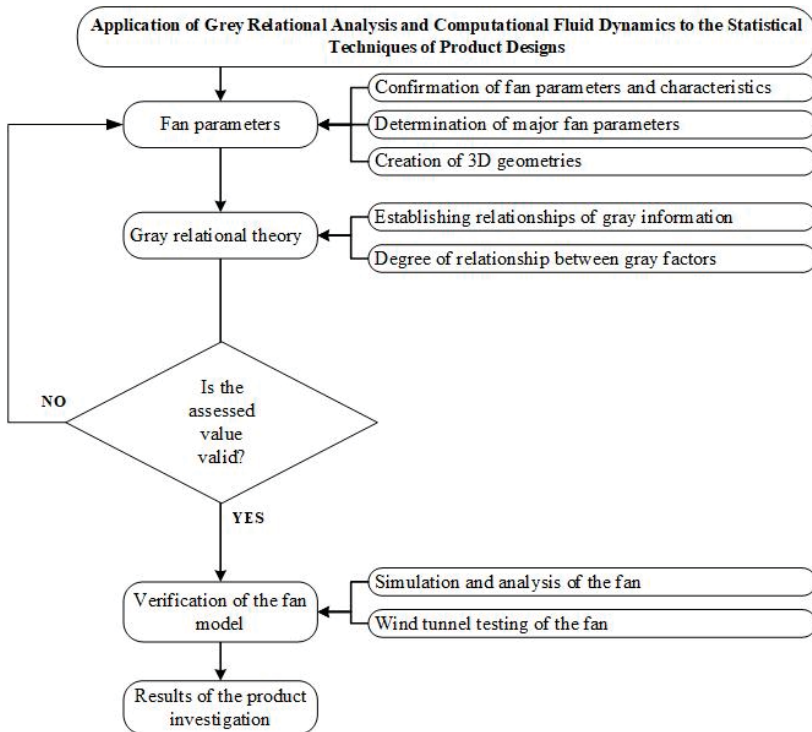 Application of Grey Relational Analysis and Computational Fluid Dynamics to the Statistical
Techniques of Product Designs
Confirmation of fan parameters and characteristics
Fan parameters
Determination of major fan parameters
Creation of 3D geometries
Establishing relationships of gray information
Gray relational theory
Degree of relationship between gray factors
Is the
assessed
value
valid?
NO
YES
Simulation and analysis of the fan
Verification of the fan
model
Wind tunnel testing of the fan
Results of the product
investigation